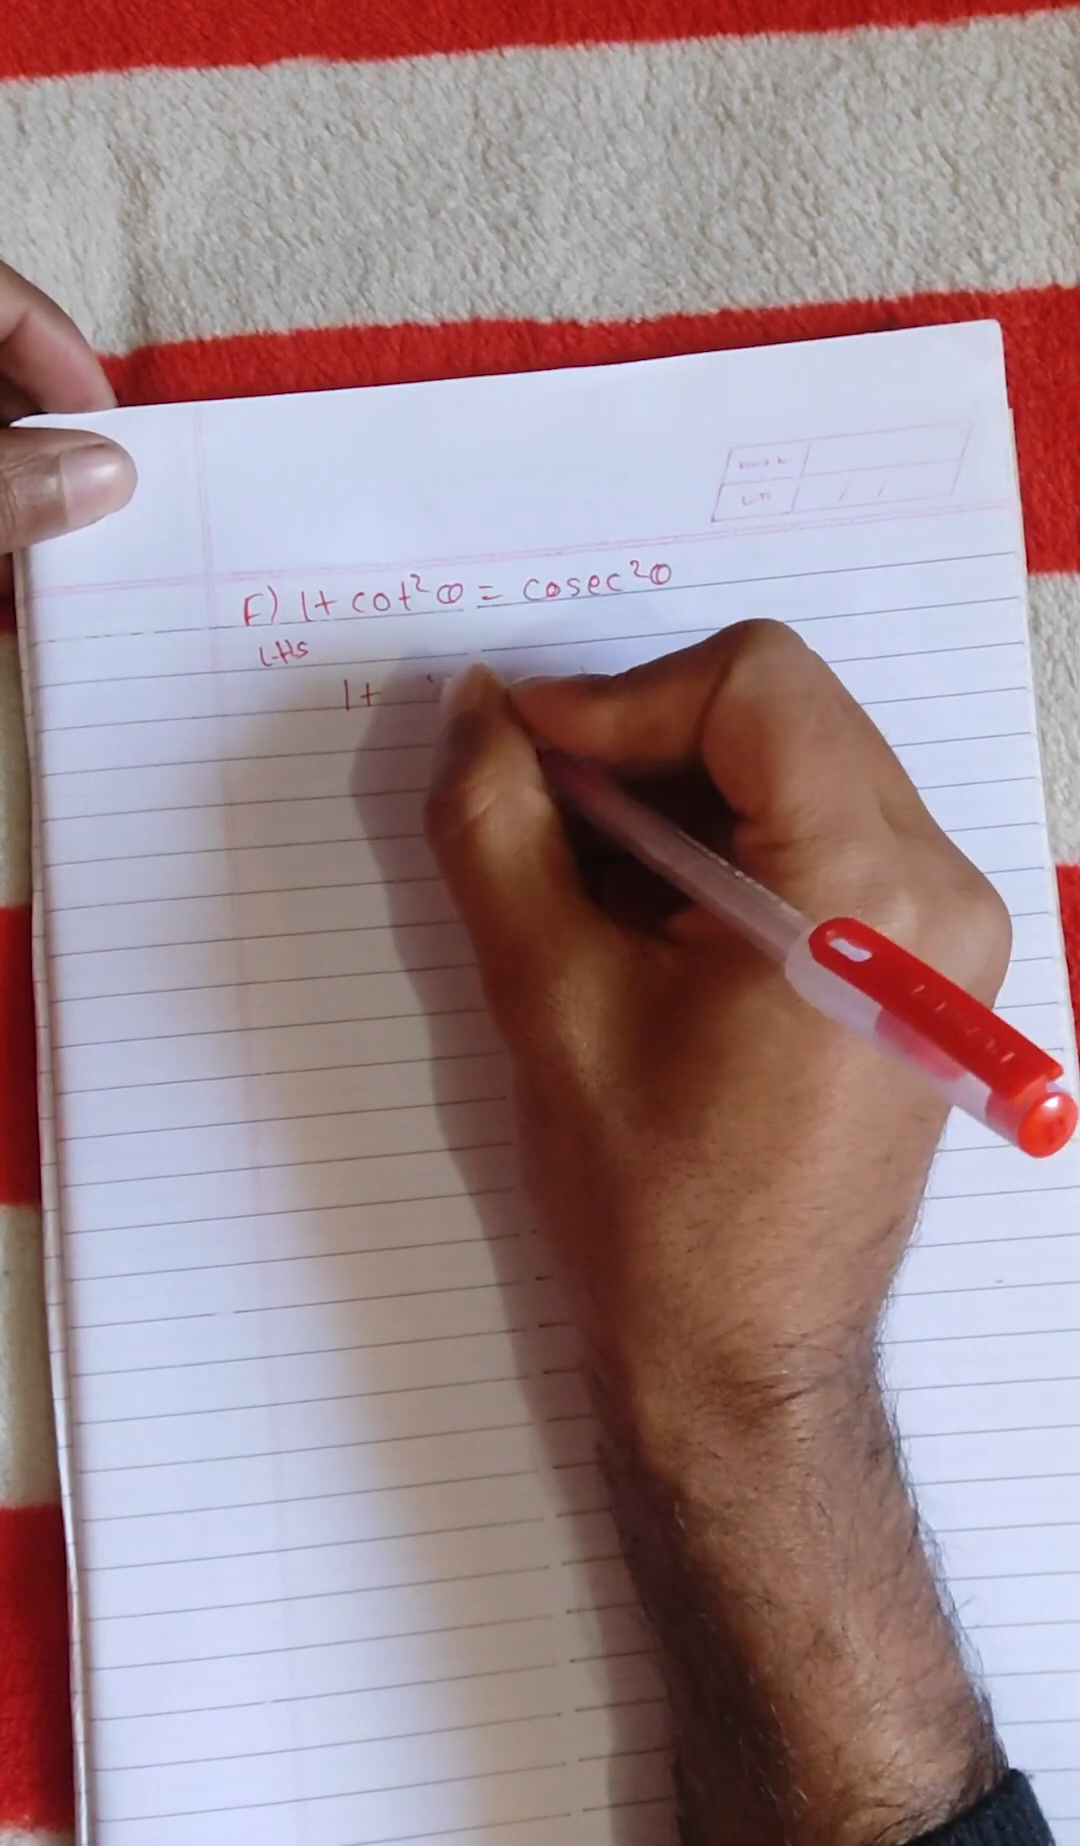 F) 1+ cot²θ = cosec²θ
LHS
1+